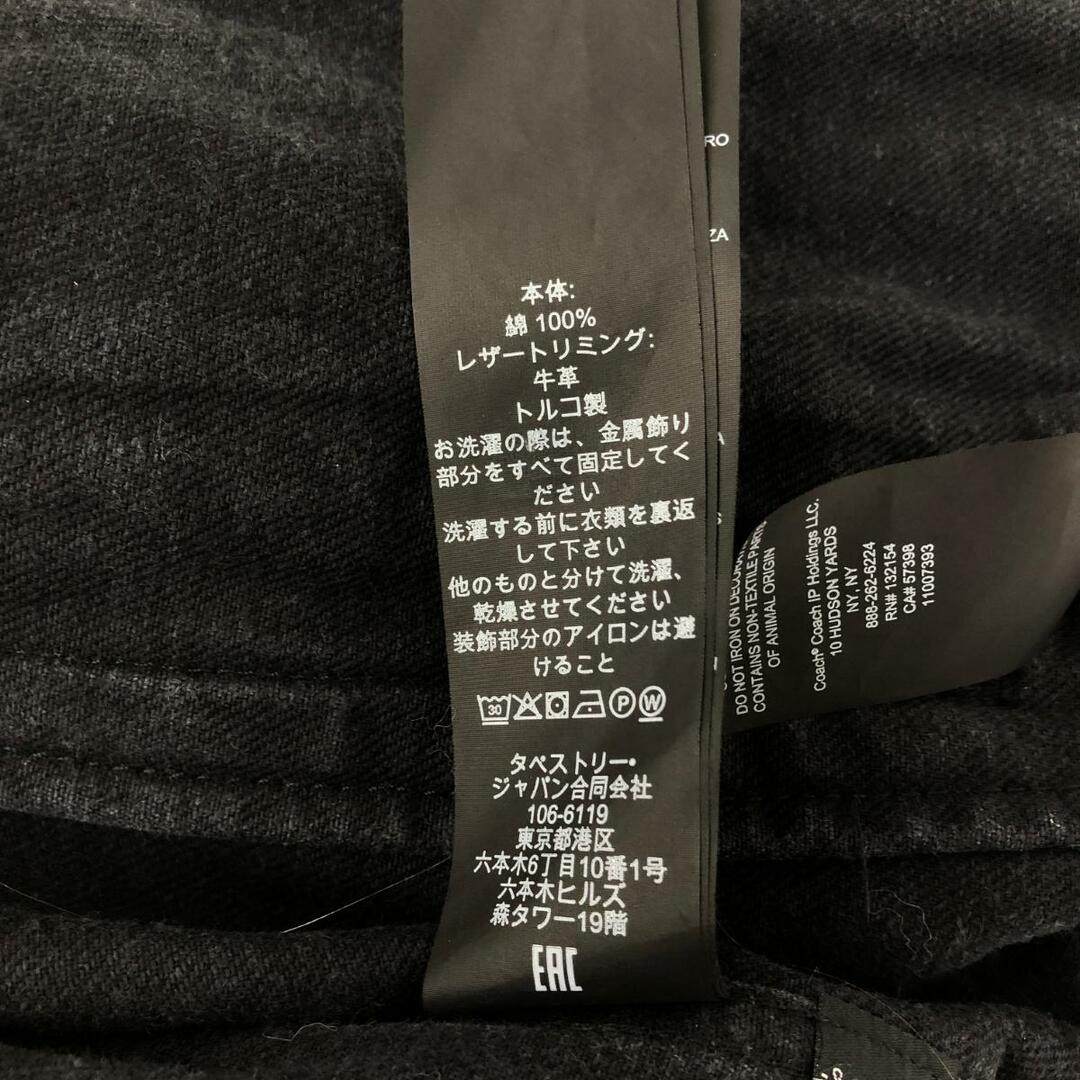 本体:
綿 100%
レザートリミング:
牛革
トルコ製
お洗濯の際は、金属飾り
部分をすべて固定してく
ださい
洗濯する前に衣類を裏返
して下さい
他のものと分けて洗濯、
乾燥させてください
装飾部分のアイロンは避
けること
30
P W
タペストリー・
ジャパン合同会社
106-6119
東京都港区
六本木6丁目10番1号
六本木ヒルズ
森タワー19階
EAC
RO
ZA
A
S
DO NOT IRON ON
CONTAINS NON-TEXTILE PARTS
OF ANIMAL ORIGIN
Coach® Coach IP Holdings LLC.
10 HUDSON YARDS
NY, NY
888-262-6224
RN# 132154
CA# 57398
11007393